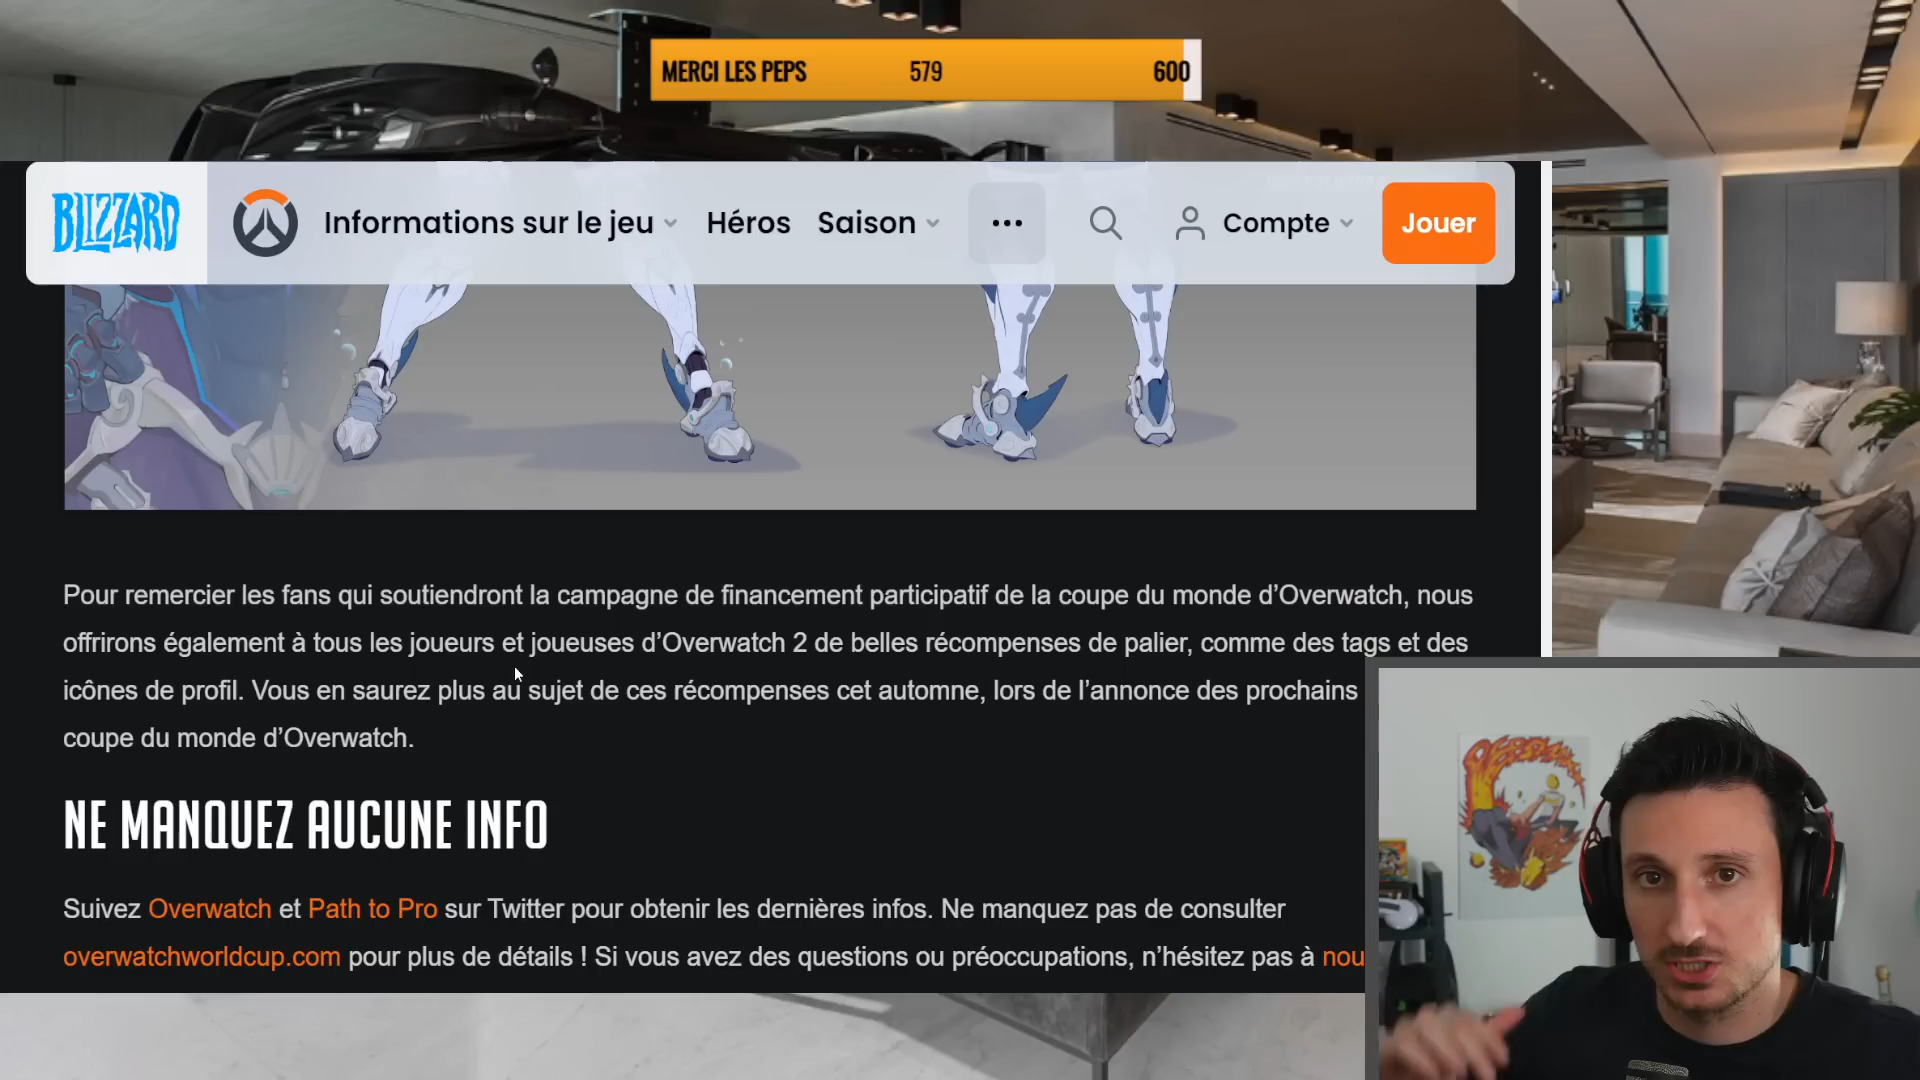 MERCI LES PEPS 579 600
BLIZZARD Informations sur le jeu Héros Saison ... Compte Jouer
Pour remercier les fans qui soutiendront la campagne de financement participatif de la coupe du monde d’Overwatch, nous
offrirons également à tous les joueurs et joueuses d’Overwatch 2 de belles récompenses de palier, comme des tags et des
icônes de profil. Vous en saurez plus au sujet de ces récompenses cet automne, lors de l’annonce des prochains
coupe du monde d’Overwatch.
NE MANQUEZ AUCUNE INFO
Suivez Overwatch et Path to Pro sur Twitter pour obtenir les dernières infos. Ne manquez pas de consulter
overwatchworldcup.com pour plus de détails ! Si vous avez des questions ou préoccupations, n’hésitez pas à nou